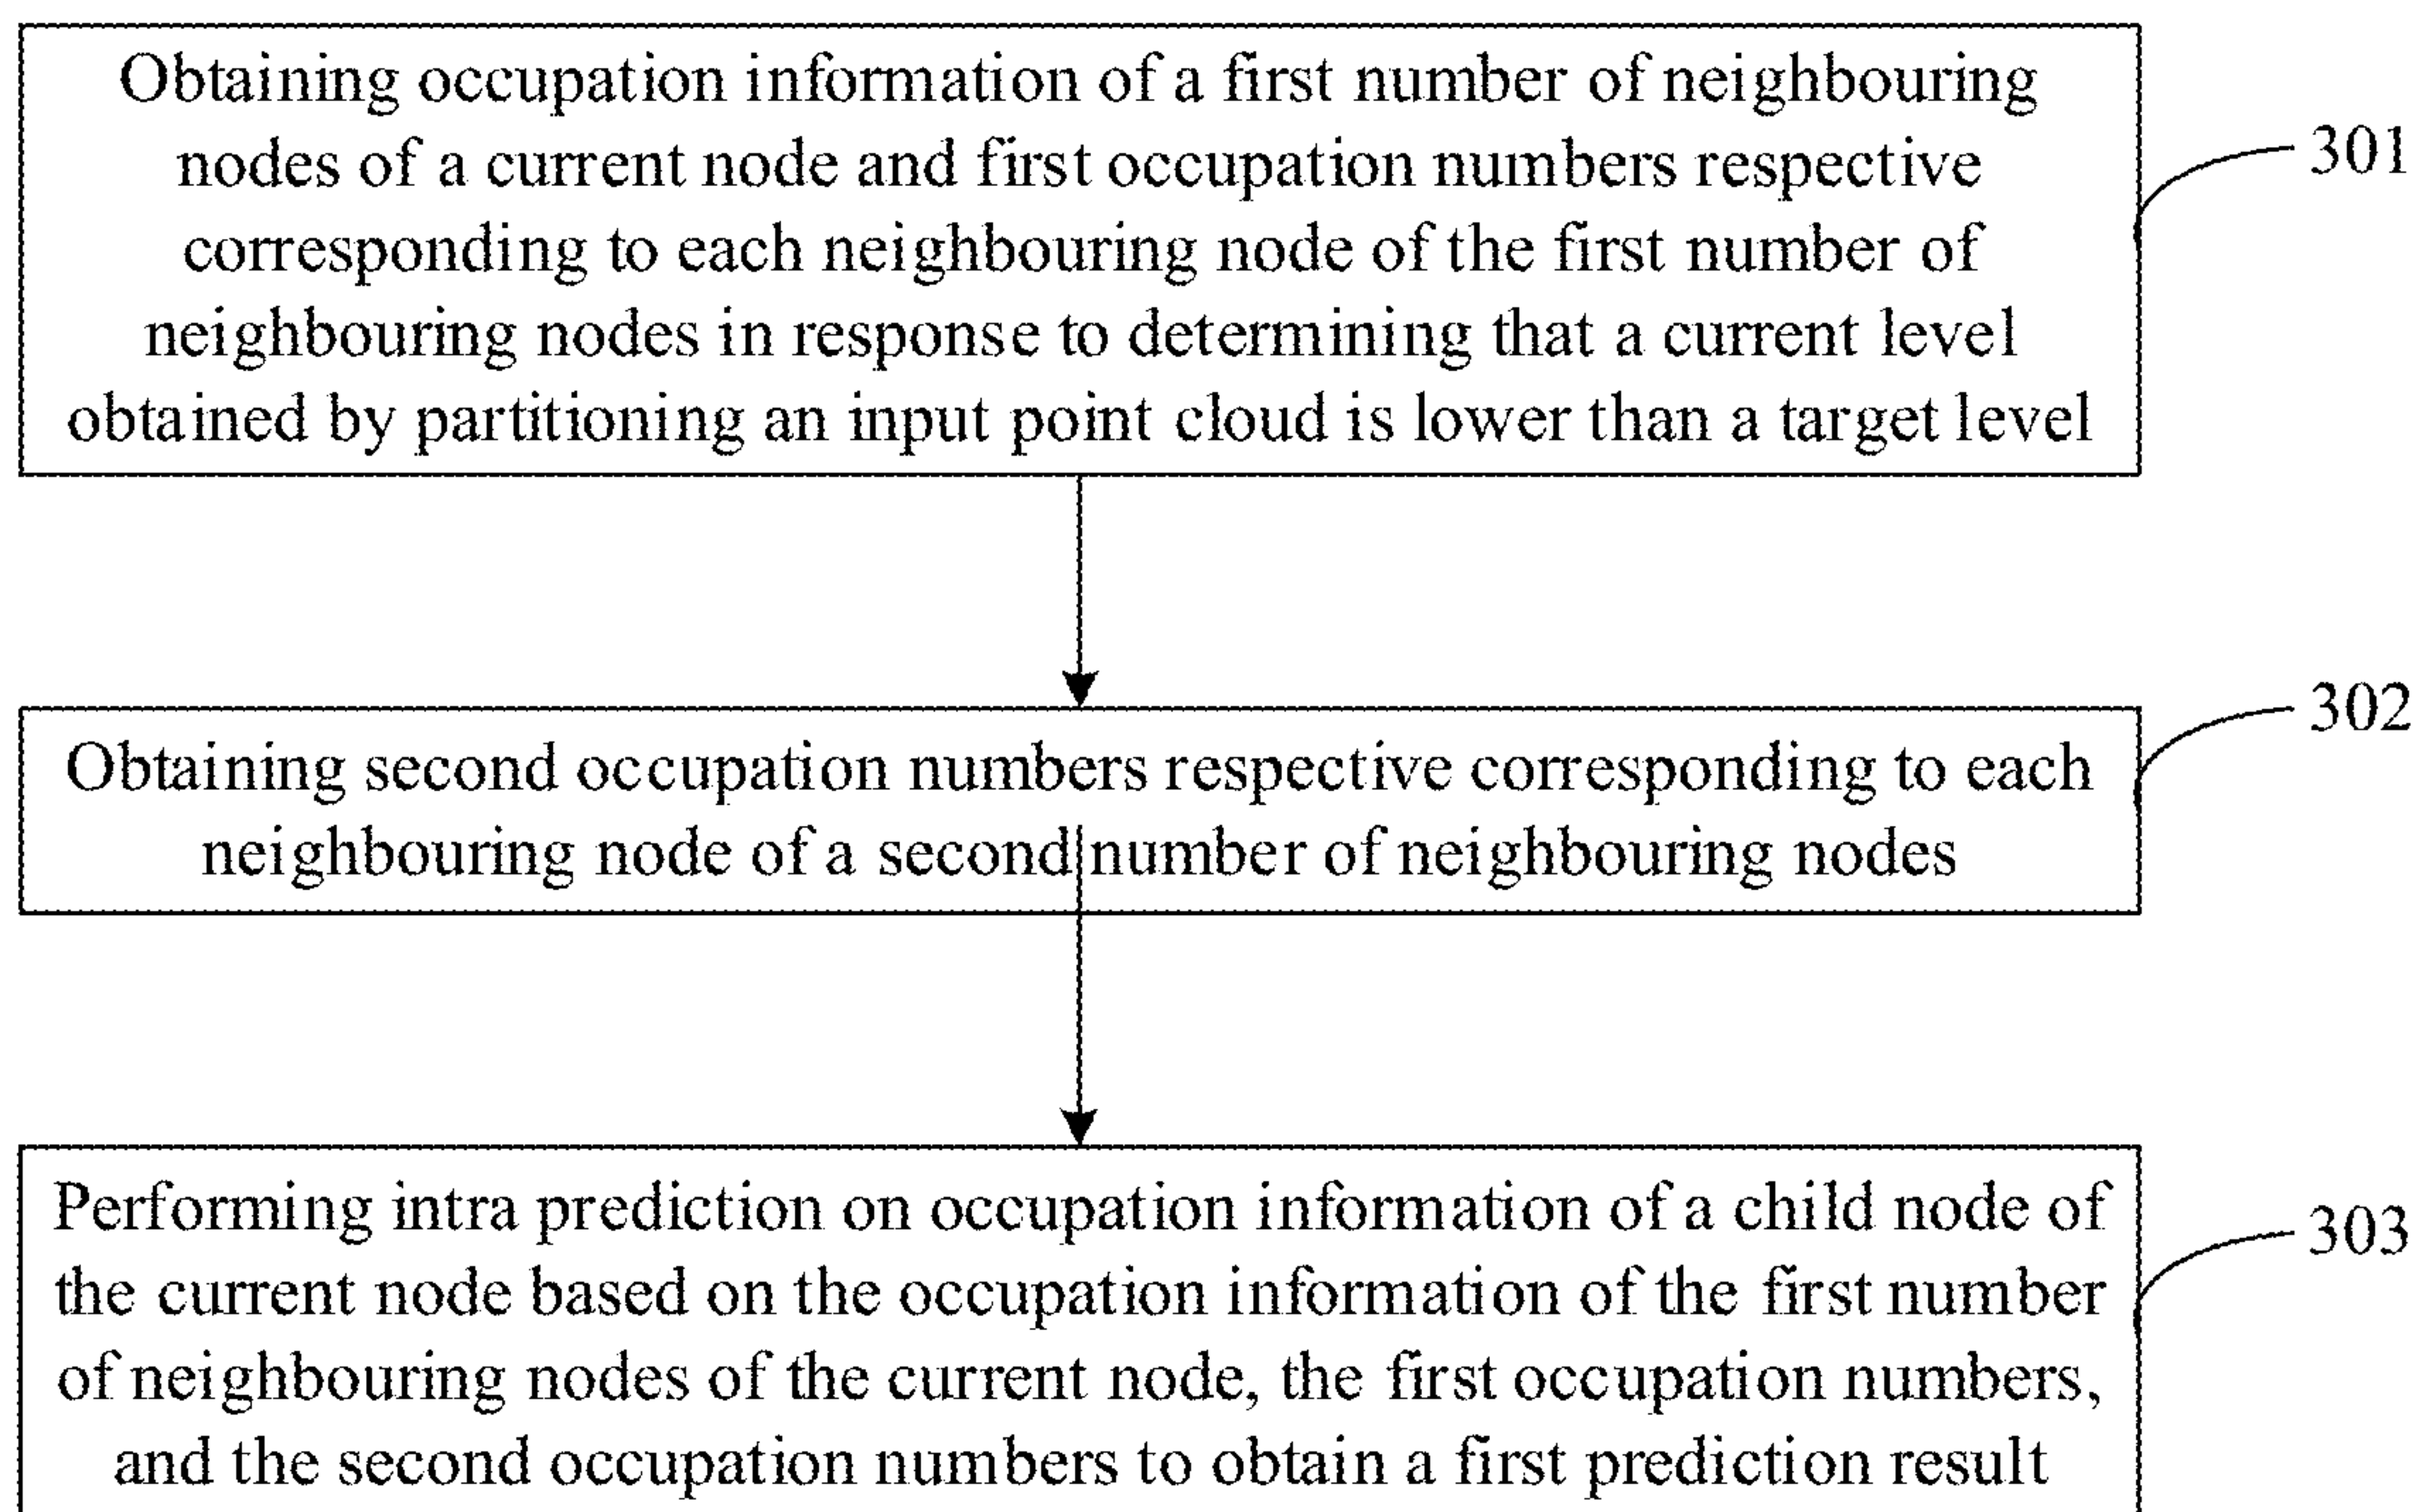 Obtaining occupation information of a first number of neighbouring
nodes of a current node and first occupation numbers respective
corresponding to each neighbouring node of the first number of
neighbouring nodes in response to determining that a current level
obtained by partitioning an input point cloud is lower than a target level
301
Obtaining second occupation numbers respective corresponding to each
neighbouring node of a second number of neighbouring nodes
302
Performing intra prediction on occupation information of a child node of
the current node based on the occupation information of the first number
of neighbouring nodes of the current node, the first occupation numbers,
and the second occupation numbers to obtain a first prediction result
303